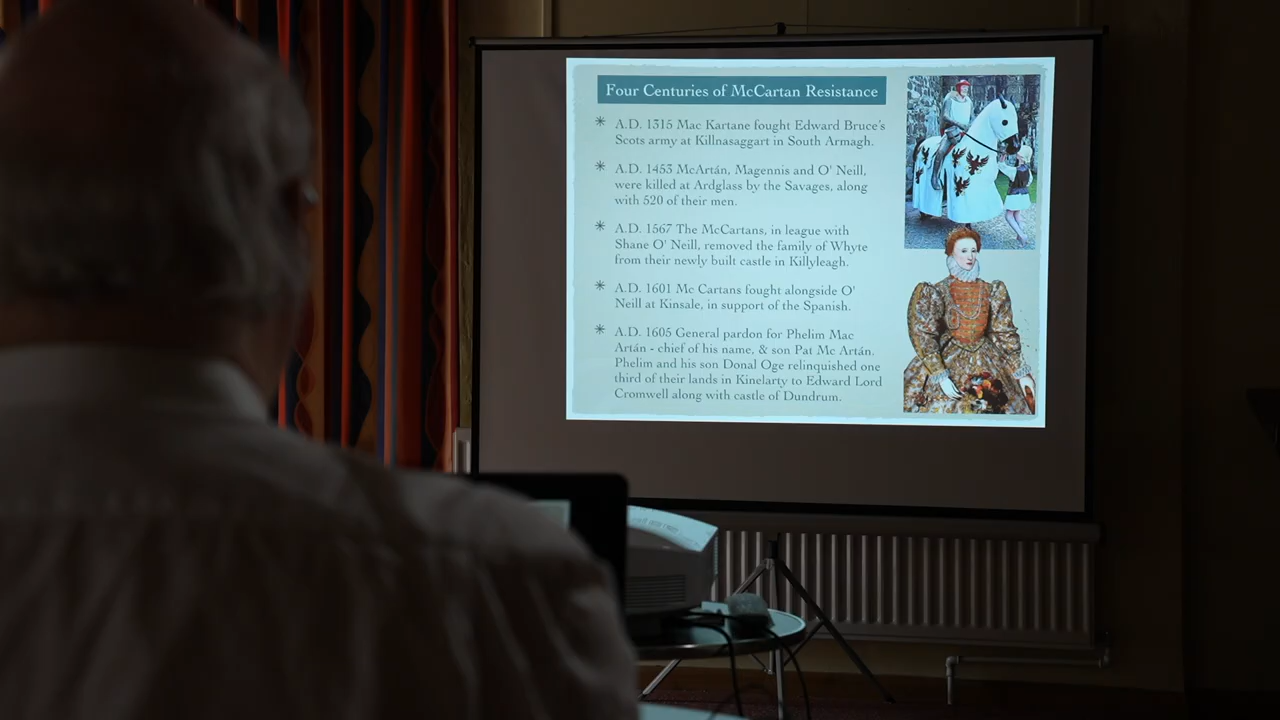 Four Centuries of McCartan Resistance
A.D. 1315 Mac Kartane fought Edward Bruce's
Scots army at Killnasaggart in South Armagh.
A.D. 1453 McArtán, Magennis and O' Neill,
were killed at Ardglass by the Savages, along
with 520 of their men.
A.D. 1567 The McCartans, in league with
Shane O' Neill, removed the family of Whyte
from their newly built castle in Killyleagh.
A.D. 1601 Mc Cartans fought alongside O'
Neill at Kinsale, in support of the Spanish.
A.D. 1605 General pardon for Phelim Mac
Artán - chief of his name, & son Pat Mc Artán.
Phelim and his son Donal Oge relinquished one
third of their lands in Kinelarty to Edward Lord
Cromwell along with castle of Dundrum.